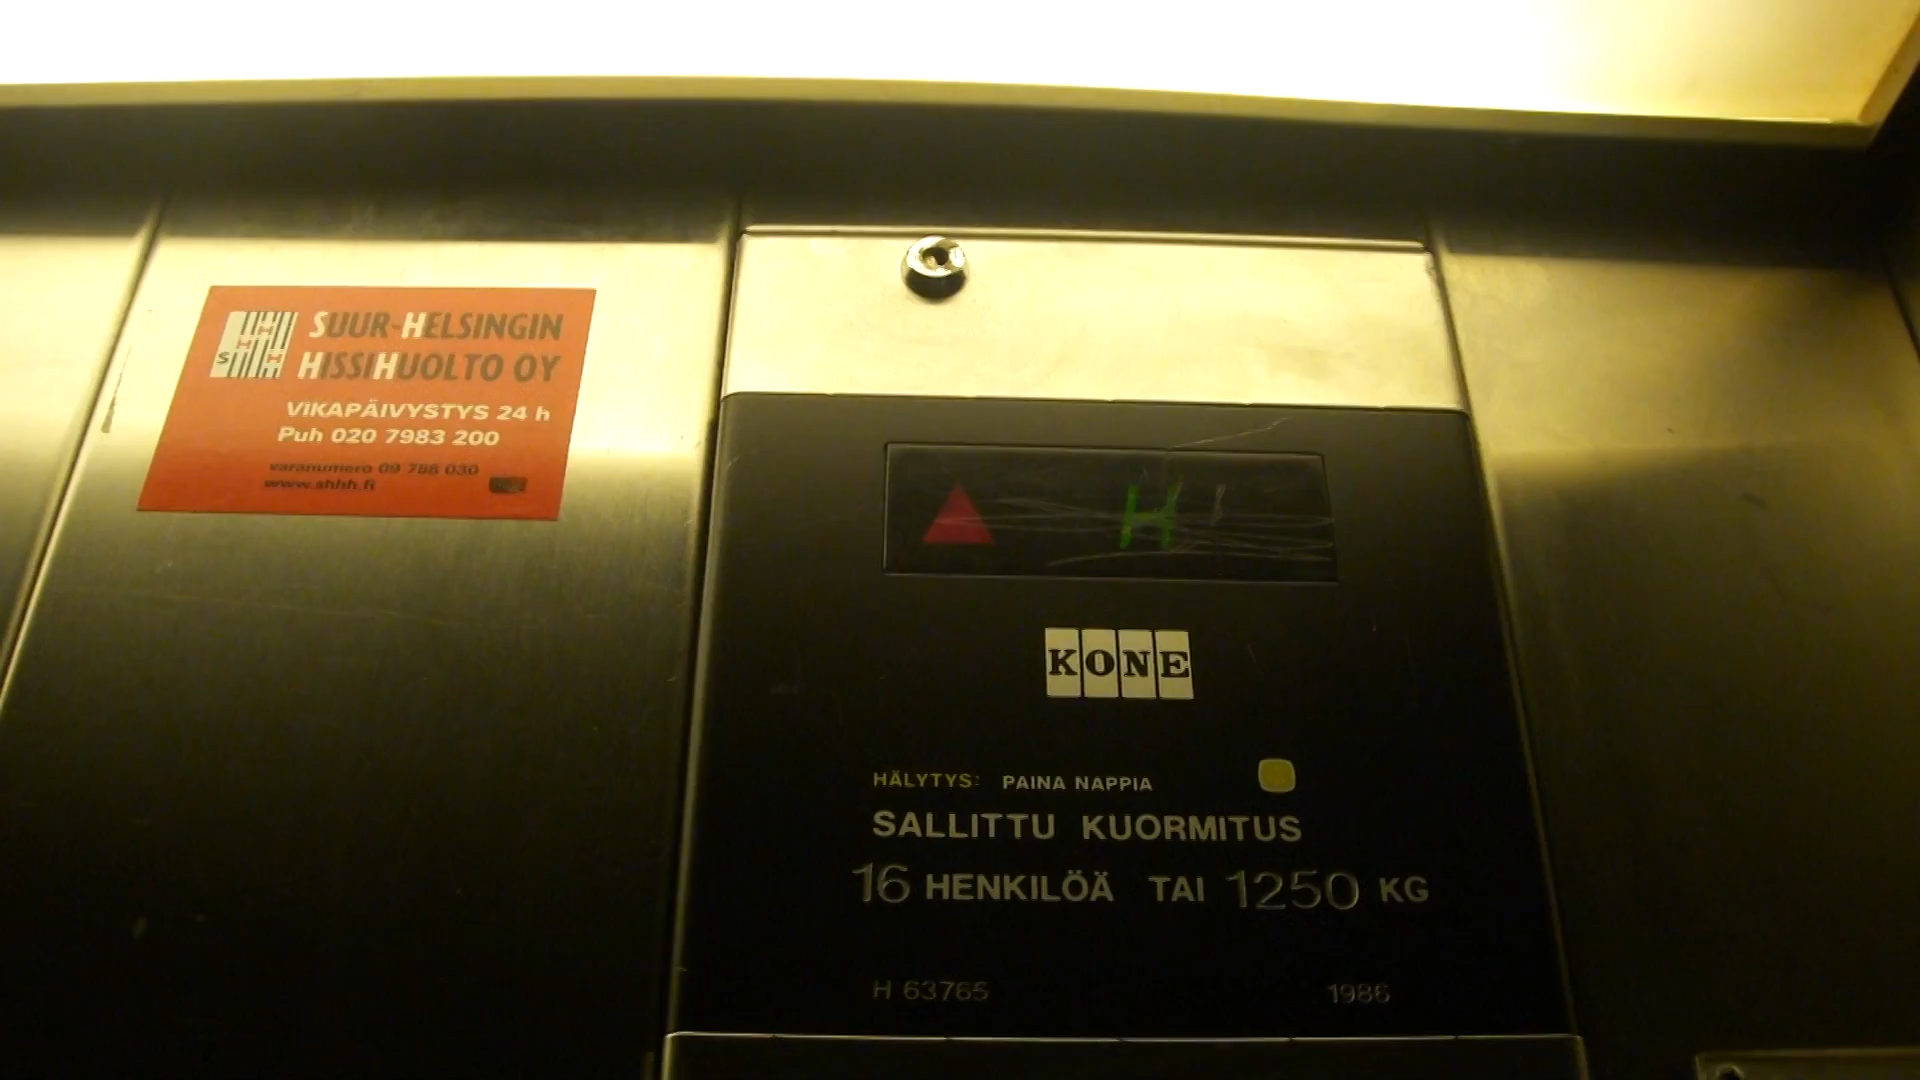 SUUR-HELSINGIN
HISSIHUOLTO OY
VIKAPÄIVYSTYS 24 h
Puh 020 7983 200
varanumero 09 788 030
www.shhh.fi
H
KONE
HÄLYTYS: PAINA NAPPIA
SALLITTU KUORMITUS
16 HENKILÖÄ TAI 1250 KG
H 63765 1986